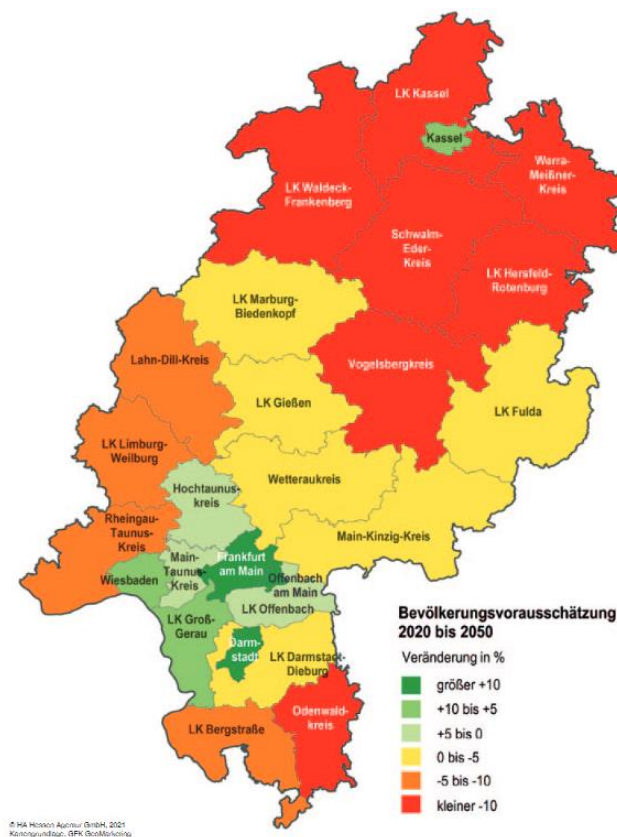 LK Kassel
Kassel
Werra-
Meißner-
Kreis
LK Waldeck-
Frankenberg
Schwalm-
Eder-
Kreis
LK Hersfeld-
Rotenburg
LK Marburg-
Biedenkopf
Lahn-Dill-Kreis
Vogelsbergkreis
LK Gießen
LK Fulda
LK Limburg-
Weilburg
Wetteraukreis
Hochtaunus-
kreis
Rheingau-
Taunus-
Kreis
Main-Kinzig-Kreis
Main-
Taunus-
Kreis
Frankfurt
am Main
Wiesbaden
Offenbach
am Main
LK Offenbach
LK Groß-
Gerau
Darm-
stadt
LK Darmstadt-
Dieburg
Odenwald-
kreis
LK Bergstraße
Bevölkerungsvorausschätzung
2020 bis 2050
Veränderung in %
größer +10
+10 bis +5
+5 bis 0
0 bis -5
-5 bis -10
kleiner -10
© HA Hessen Agentur GmbH, 2021
Kartengrundlage: GFK GeoMarketing